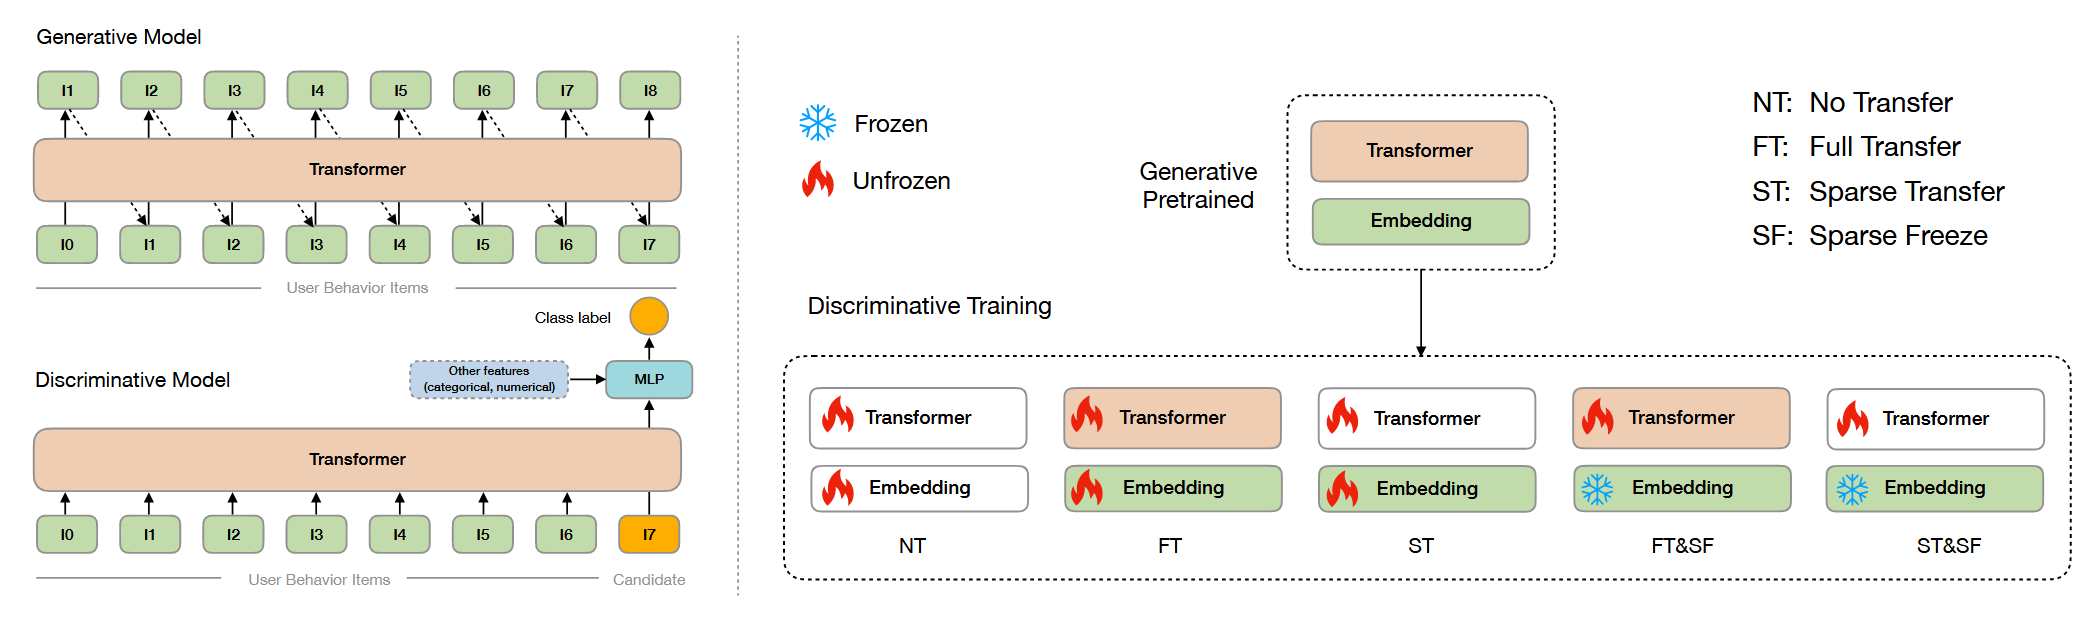 Generative Model
I1 I2 I3 I4 I5 I6 I7 I8
Transformer
I0 I1 I2 I3 I4 I5 I6 I7
User Behavior Items
Class label
Discriminative Model
Other features
(categorical, numerical)
MLP
Transformer
I0 I1 I2 I3 I4 I5 I6 I7
User Behavior Items
Candidate
Frozen
Unfrozen
Generative
Pretrained
Transformer
Embedding
NT: No Transfer
FT: Full Transfer
ST: Sparse Transfer
SF: Sparse Freeze
Discriminative Training
Transformer Transformer Transformer Transformer Transformer
Embedding Embedding Embedding Embedding Embedding
NT FT ST FT&SF ST&SF